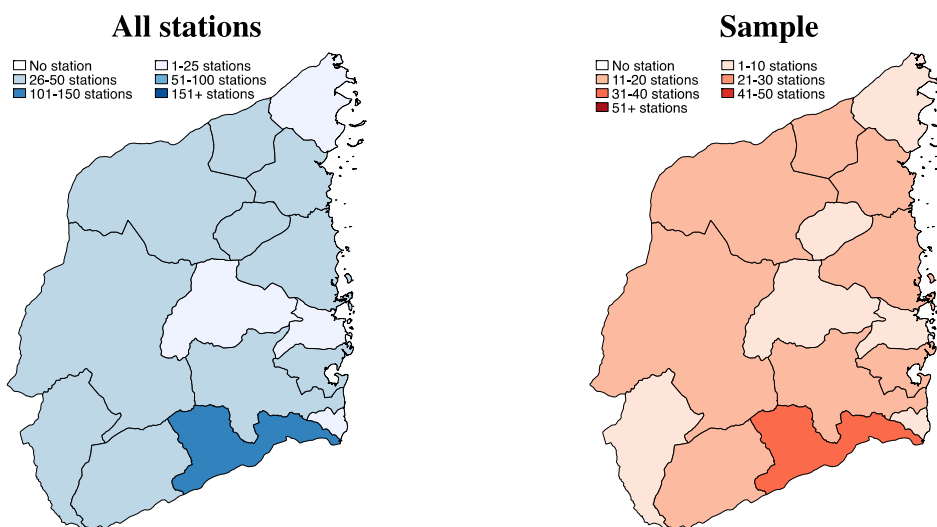 All stations
No station
1-25 stations
26-50 stations
51-100 stations
101-150 stations
151+ stations
Sample
No station
1-10 stations
11-20 stations
21-30 stations
31-40 stations
41-50 stations
51+ stations